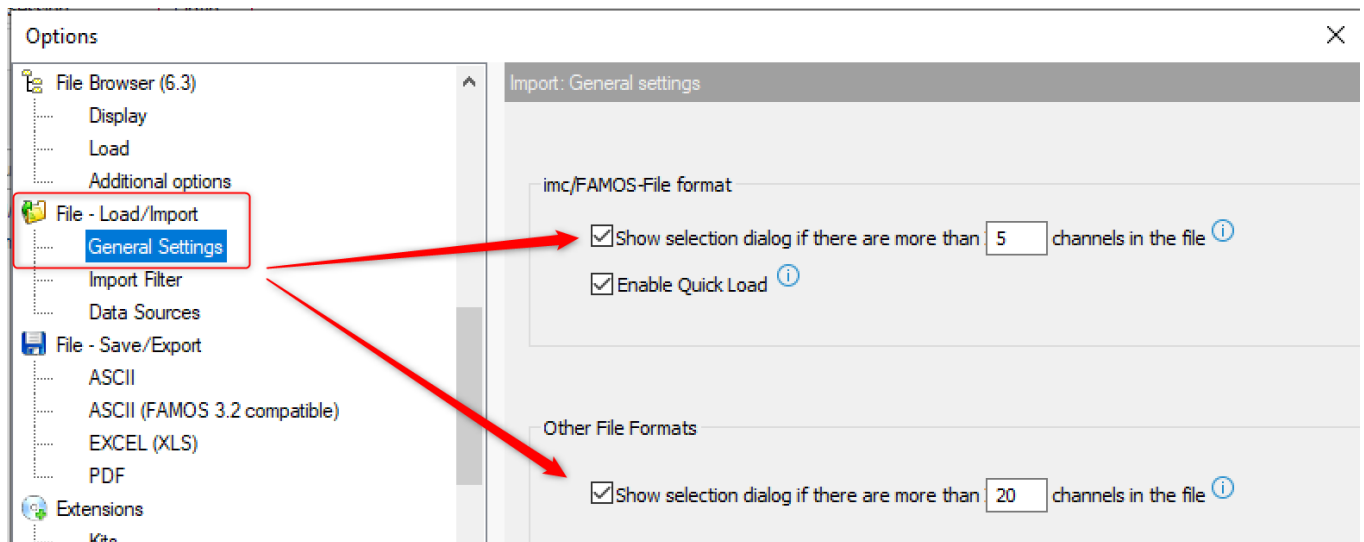 Options
File Browser (6.3)
Display
Load
Additional options
File - Load/Import
General Settings
Import Filter
Data Sources
File - Save/Export
ASCII
ASCII (FAMOS 3.2 compatible)
EXCEL (XLS)
PDF
Extensions
Kits
Import: General settings
imc/FAMOS-File format
Show selection dialog if there are more than 5 channels in the file
Enable Quick Load
Other File Formats
Show selection dialog if there are more than 20 channels in the file